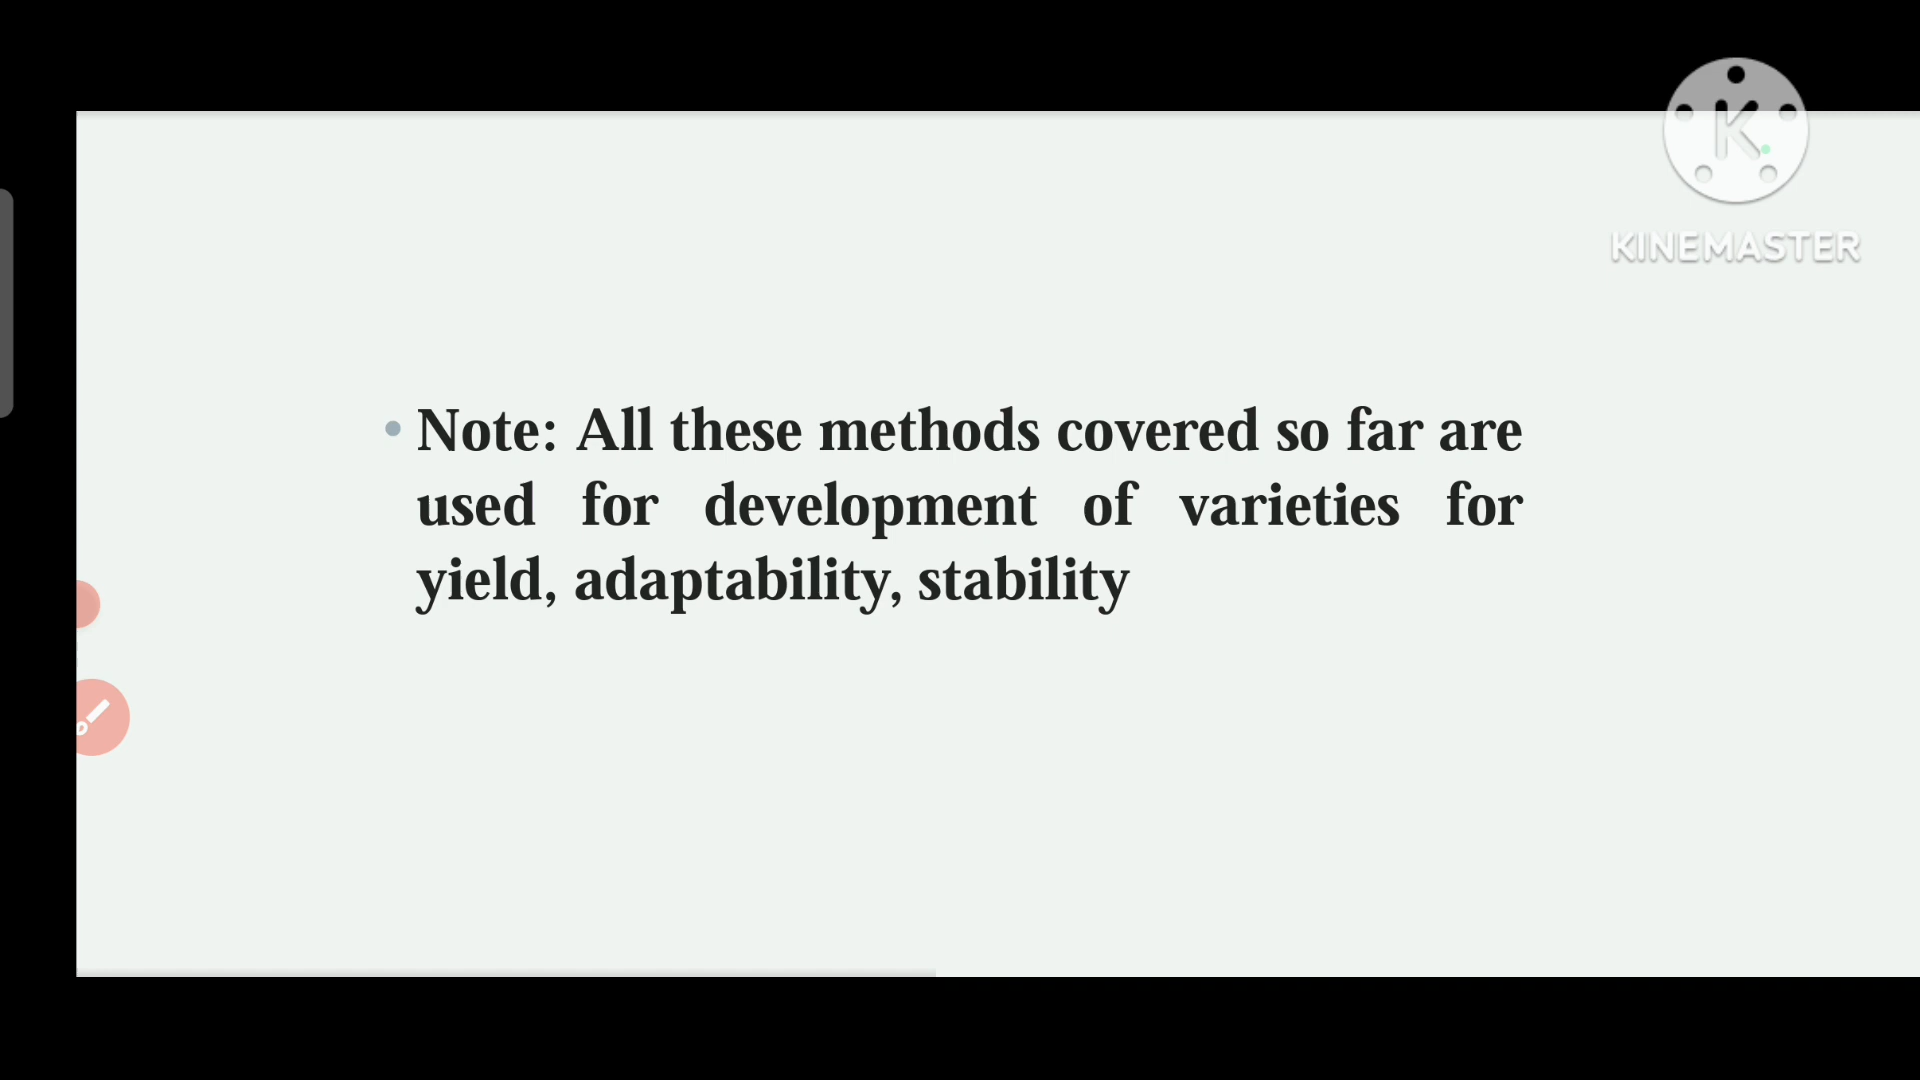 KINEMASTER
• Note: All these methods covered so far are
used for development of varieties for
yield, adaptability, stability